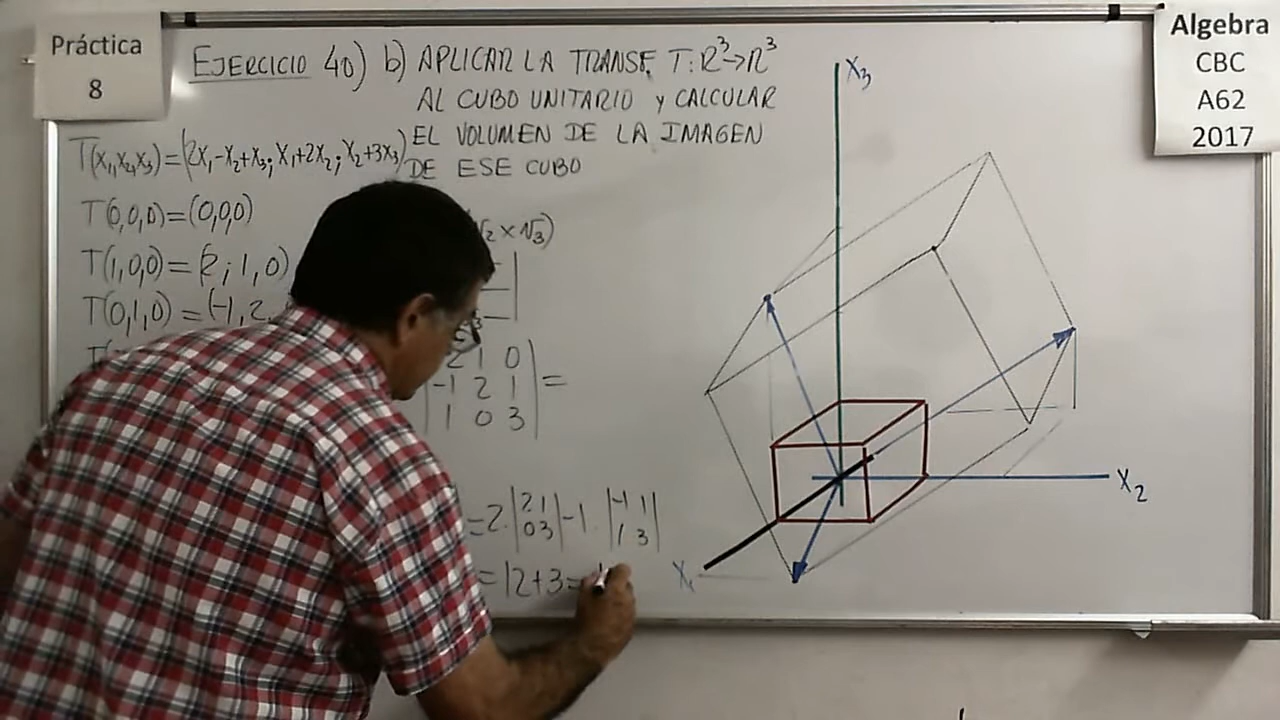 Práctica
8
EJERCICIO 40) b) APLICAR LA TRANSF. T: R³→R³
AL CUBO UNITARIO Y CALCULAR
EL VOLUMEN DE LA IMAGEN
DE ESE CUBO
T(X₁,X₂,X₃)=(2X₁-X₂+X₃; X₁+2X₂; X₂+3X₃)
T(0,0,0)=(0,0,0)
T(1,0,0)=(2;1,0)
T(0,1,0)=(-1,2,
₂ × V₃)
2 1 0
-1 2 1 =
1 0 3
=2.|2 1|-1.|-1 1|
|0 3| |1 3|
=12+3=
X₃
X₂
X₁
Algebra
CBC
A62
2017